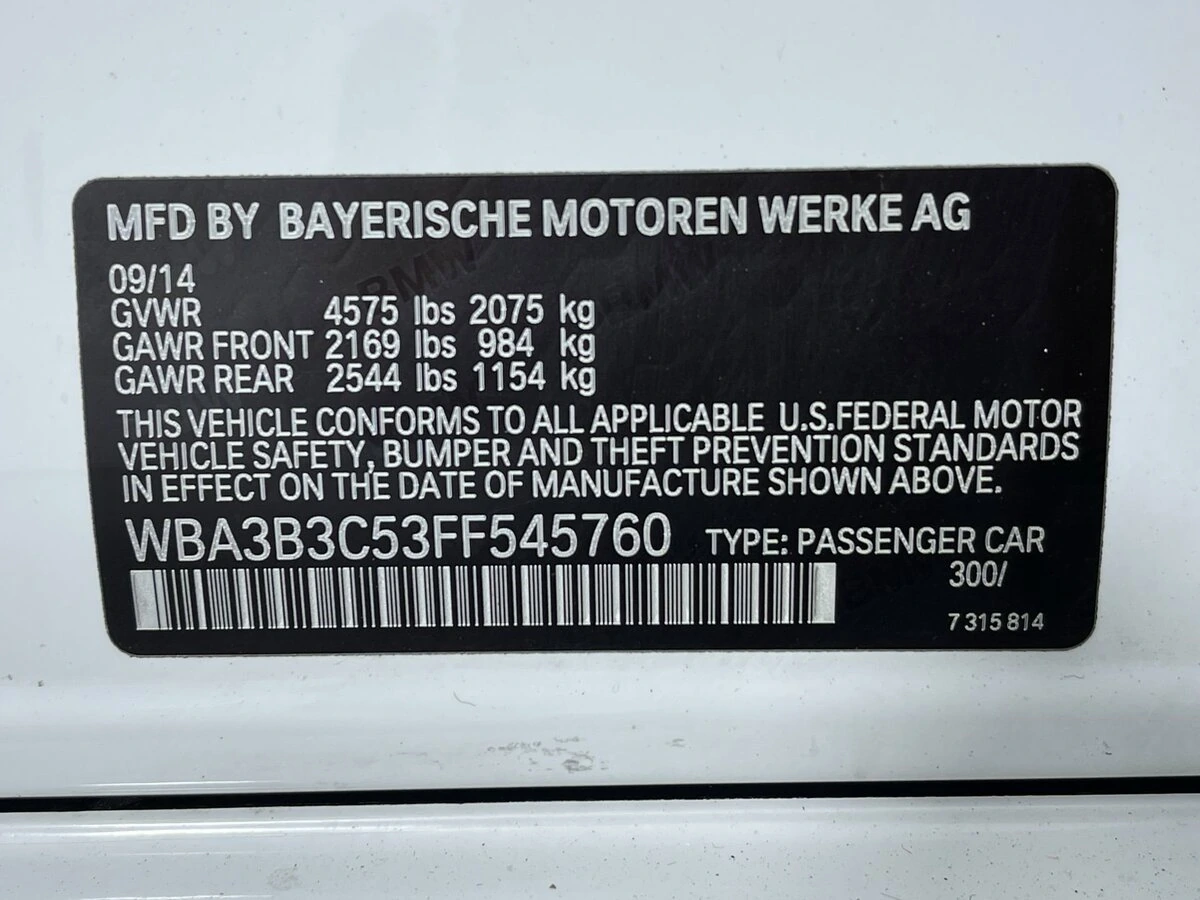 MFD BY BAYERISCHE MOTOREN WERKE AG
09/14
GVWR 4575 lbs 2075 kg
GAWR FRONT 2169 lbs 984 kg
GAWR REAR 2544 lbs 1154 kg
THIS VEHICLE CONFORMS TO ALL APPLICABLE U.S.FEDERAL MOTOR
VEHICLE SAFETY, BUMPER AND THEFT PREVENTION STANDARDS
IN EFFECT ON THE DATE OF MANUFACTURE SHOWN ABOVE.
WBA3B3C53FF545760 TYPE: PASSENGER CAR
300/
7 315 814
BMW
BMW